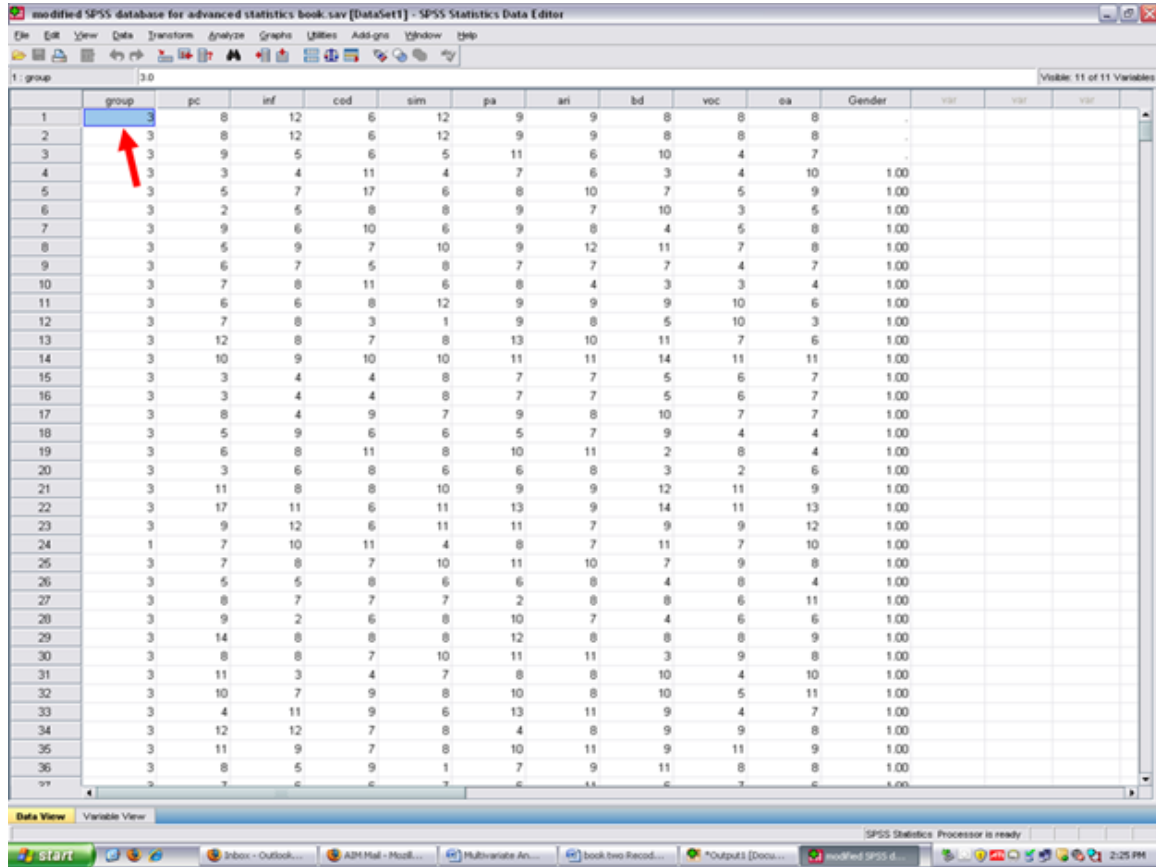 modified SPSS database for advanced statistics book.sav [DataSet1] - SPSS Statistics Data Editor
File Edit View Data Transform Analyze Graphs Utilities Add-ons Window Help
1 : group 3.0 Visible: 11 of 11 Variables
group pc inf cod sim pa ari bd voc oa Gender var var var
1 3 8 12 6 12 9 9 8 8 8 .
2 3 8 12 6 12 9 9 8 8 8 .
3 3 9 5 6 5 11 6 10 4 7 .
4 3 3 4 11 4 7 6 3 4 10 1.00
5 3 5 7 17 6 8 10 7 5 9 1.00
6 3 2 5 8 8 9 7 10 3 5 1.00
7 3 9 6 10 6 9 8 4 5 8 1.00
8 3 5 9 7 10 9 12 11 7 8 1.00
9 3 6 7 5 8 7 7 7 4 7 1.00
10 3 7 8 11 6 8 4 3 3 4 1.00
11 3 6 6 8 12 9 9 9 10 6 1.00
12 3 7 8 3 1 9 8 5 10 3 1.00
13 3 12 8 7 8 13 10 11 7 6 1.00
14 3 10 9 10 10 11 11 14 11 11 1.00
15 3 3 4 4 8 7 7 5 6 7 1.00
16 3 3 4 4 8 7 7 5 6 7 1.00
17 3 8 4 9 7 9 8 10 7 7 1.00
18 3 5 9 6 6 5 7 9 4 4 1.00
19 3 6 8 11 8 10 11 2 8 4 1.00
20 3 3 6 8 6 6 8 3 2 6 1.00
21 3 11 8 8 10 9 9 12 11 9 1.00
22 3 17 11 6 11 13 9 14 11 13 1.00
23 3 9 12 6 11 11 7 9 9 12 1.00
24 1 7 10 11 4 8 7 11 7 10 1.00
25 3 7 8 7 10 11 10 7 9 8 1.00
26 3 5 5 8 6 6 8 4 8 4 1.00
27 3 8 7 7 7 2 8 8 6 11 1.00
28 3 9 2 6 8 10 7 4 6 6 1.00
29 3 14 8 8 8 12 8 8 8 9 1.00
30 3 8 8 7 10 11 11 3 9 8 1.00
31 3 11 3 4 7 8 8 10 4 10 1.00
32 3 10 7 9 8 10 8 10 5 11 1.00
33 3 4 11 9 6 13 11 9 4 7 1.00
34 3 12 12 7 8 4 8 9 9 8 1.00
35 3 11 9 7 8 10 11 9 11 9 1.00
36 3 8 5 9 1 7 9 11 8 8 1.00
Data View Variable View
SPSS Statistics Processor is ready
start Inbox - Outlook... AIM Mail - Mozil... Multivariate An... book two Recod... *Output1 [Docu... modified SPSS d... 2:25 PM